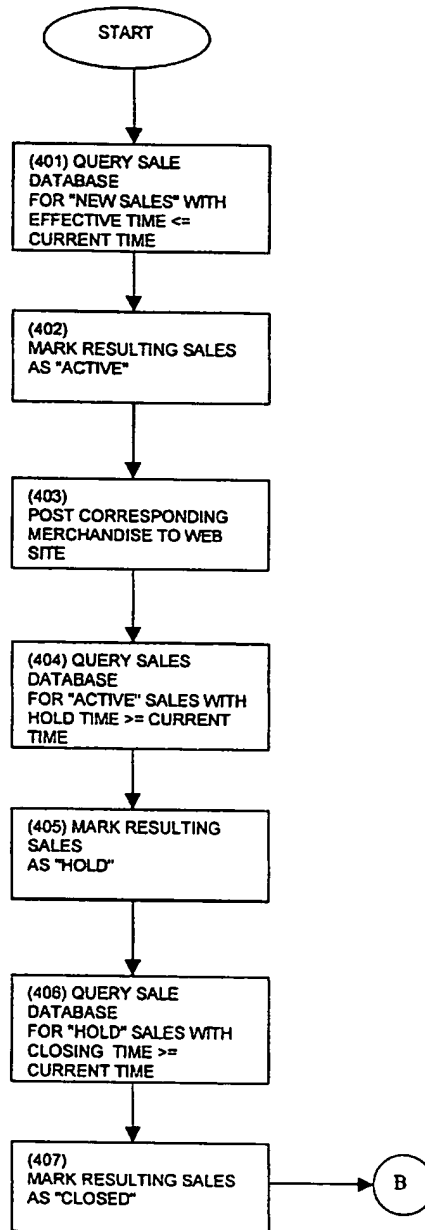 START
(401) QUERY SALE
DATABASE
FOR "NEW SALES" WITH
EFFECTIVE TIME <=
CURRENT TIME
(402)
MARK RESULTING SALES
AS "ACTIVE"
(403)
POST CORRESPONDING
MERCHANDISE TO WEB
SITE
(404) QUERY SALES
DATABASE
FOR "ACTIVE" SALES WITH
HOLD TIME >= CURRENT
TIME
(405) MARK RESULTING
SALES
AS "HOLD"
(406) QUERY SALE
DATABASE
FOR "HOLD" SALES WITH
CLOSING TIME >=
CURRENT TIME
(407)
MARK RESULTING SALES
AS "CLOSED"
B